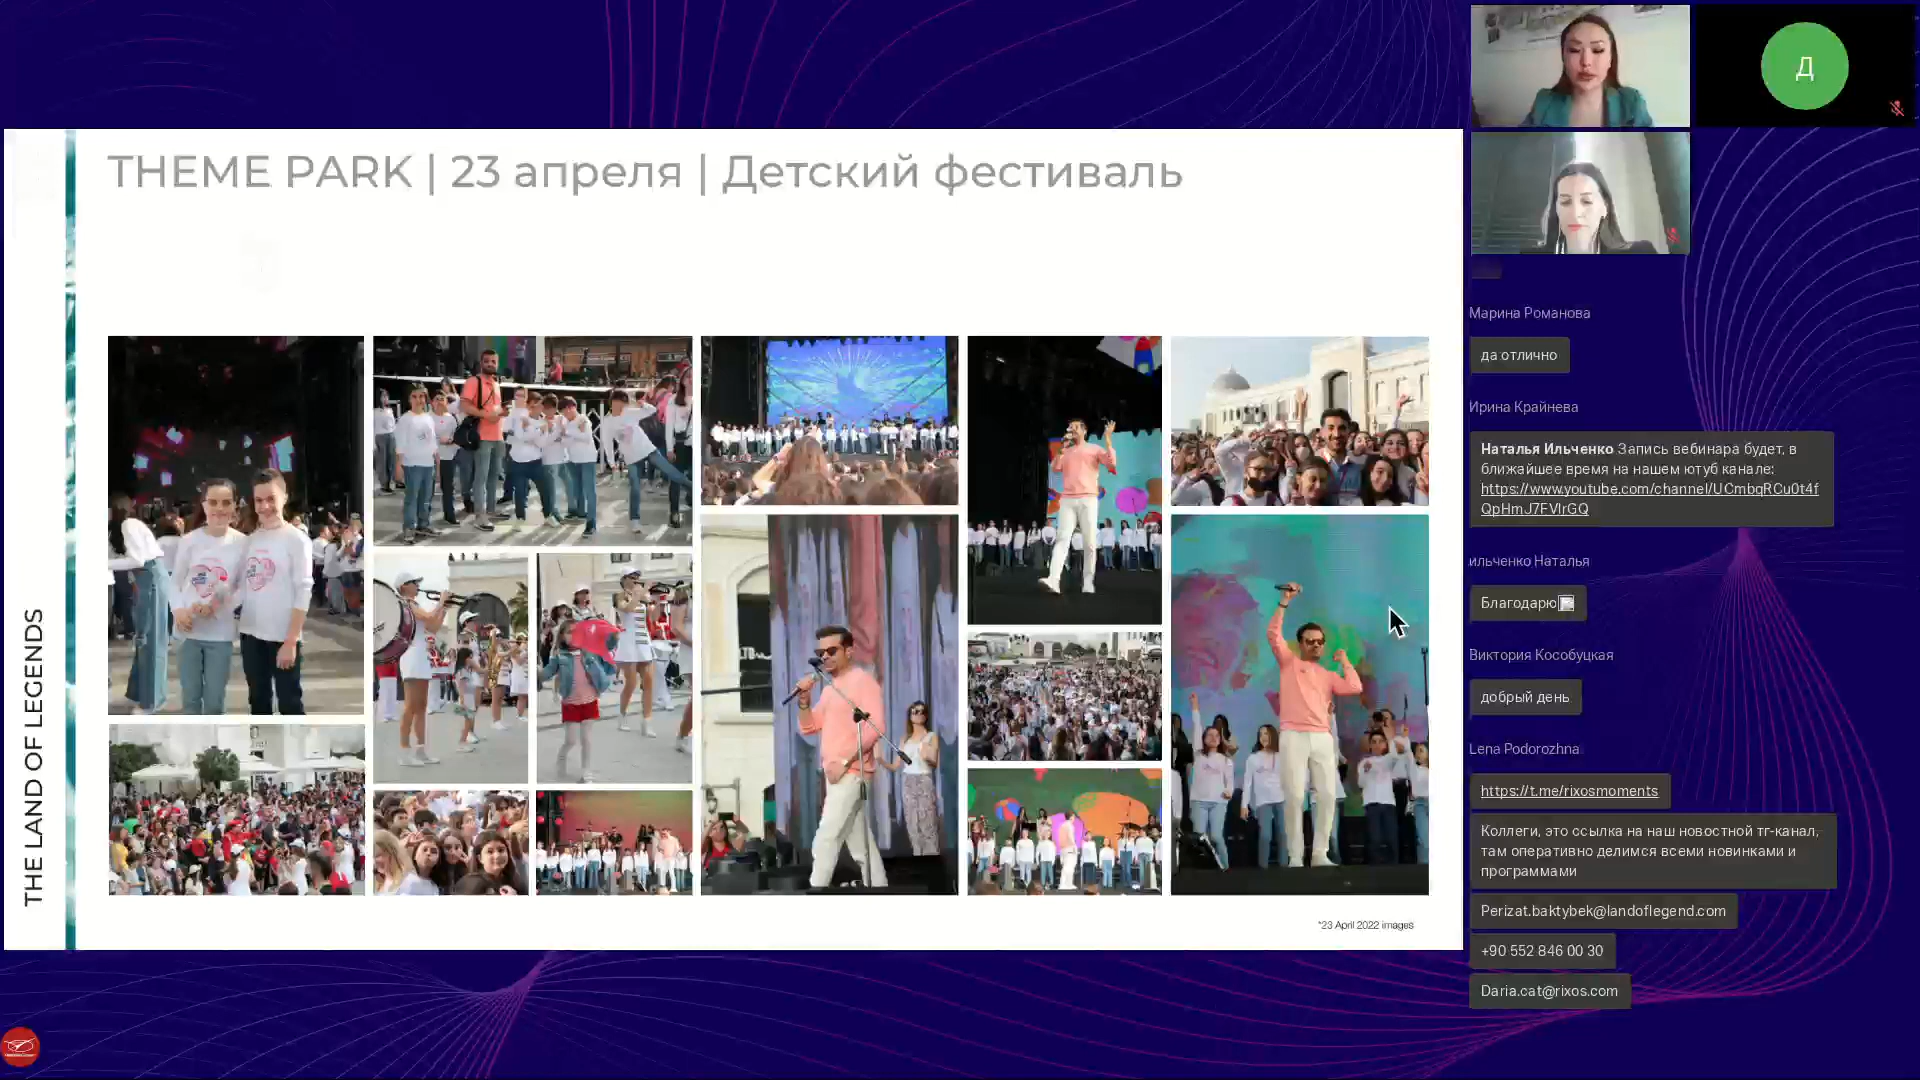 THEME PARK | 23 апреля | Детский фестиваль
THE LAND OF LEGENDS
*23 April 2022 images
Д
Марина Романова
да отлично
Ирина Крайнева
Наталья Ильченко Запись вебинара будет, в
ближайшее время на нашем ютуб канале:
https://www.youtube.com/channel/UCmbqRCu0t4f
QpHmJ7FVlrGQ
ильченко Наталья
Благодарю
Виктория Кособуцкая
добрый день
Lena Podorozhna
https://t.me/rixosmoments
Коллеги, это ссылка на наш новостной тг-канал,
там оперативно делимся всеми новинками и
программами
Perizat.baktybek@landoflegend.com
+90 552 846 00 30
Daria.cat@rixos.com